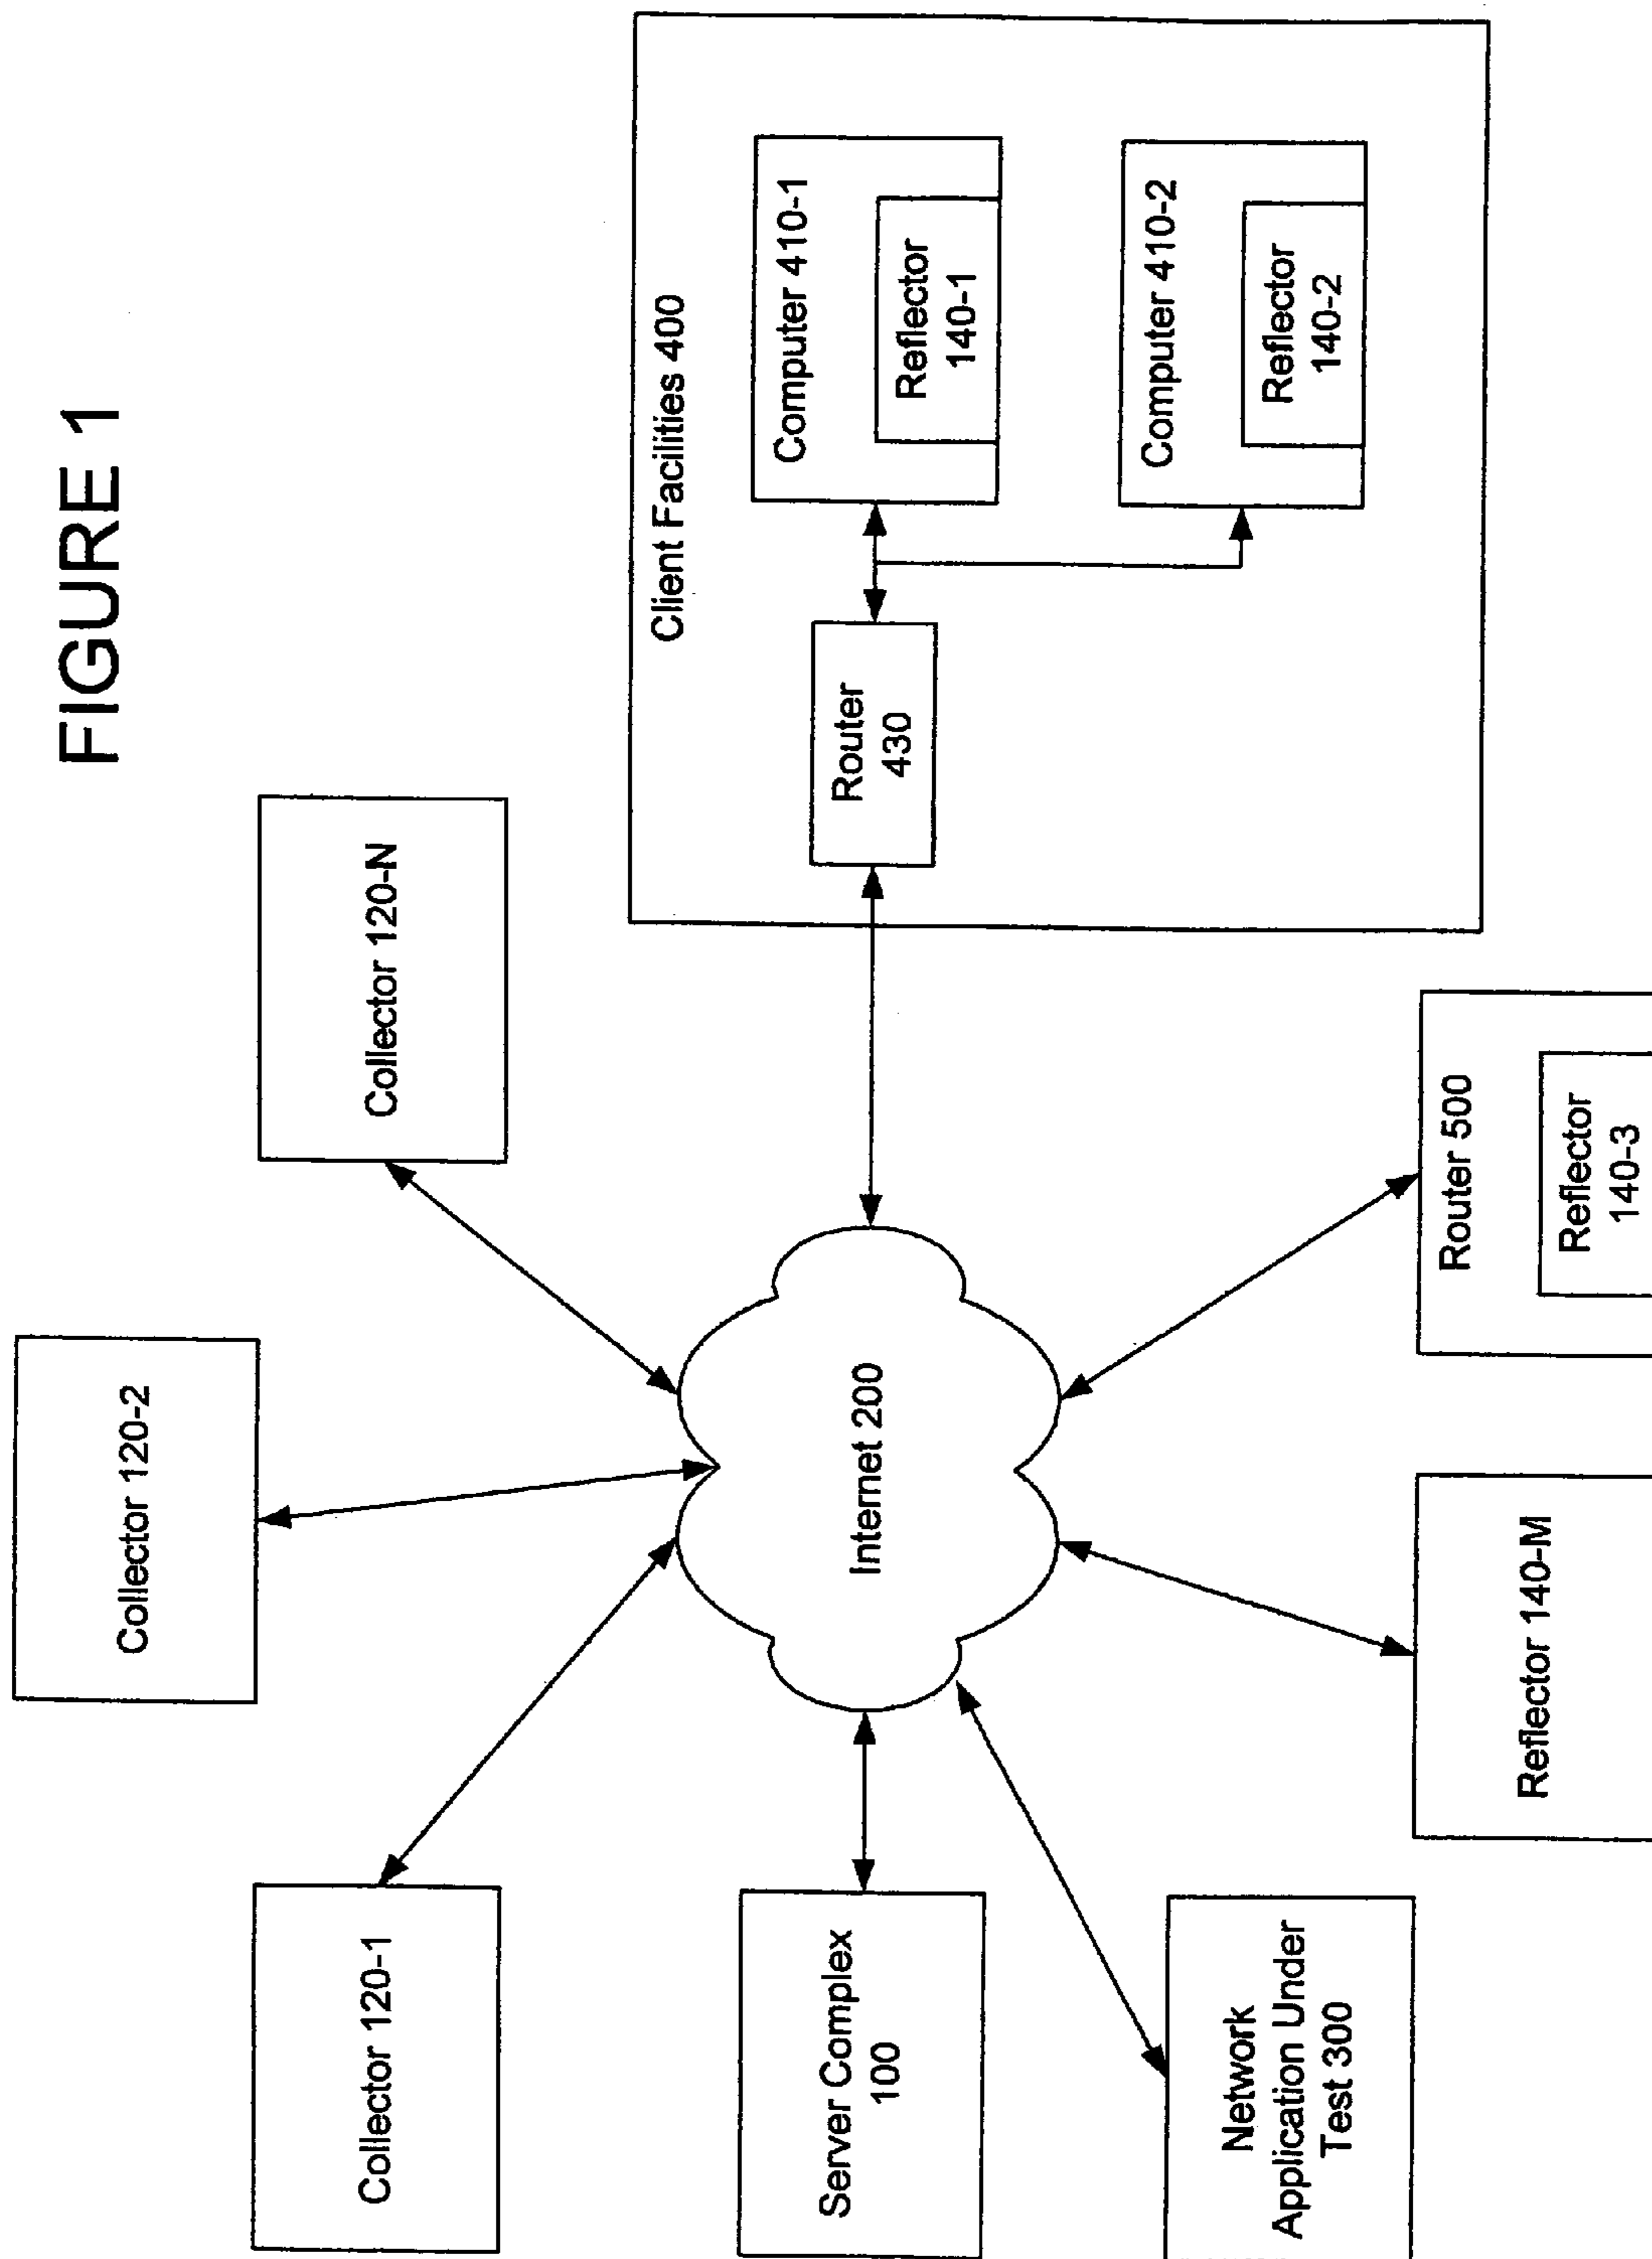 FIGURE 1
Collector 120-1
Collector 120-2
Collector 120-N
Server Complex
100
Internet 200
Client Facilities 400
Router
430
Computer 410-1
Reflector
140-1
Computer 410-2
Reflector
140-2
Network
Application Under
Test 300
Reflector 140-M
Router 500
Reflector
140-3